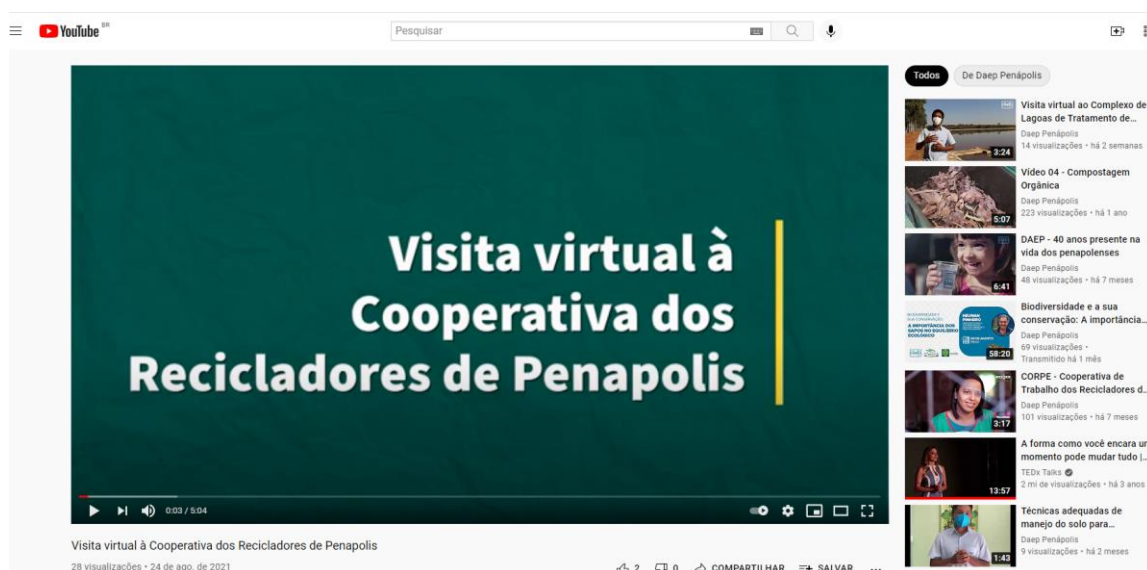 YouTube BR
Pesquisar
Visita virtual à
Cooperativa dos
Recicladores de Penapolis
0:03 / 5:04
Visita virtual à Cooperativa dos Recicladores de Penapolis
28 visualizações • 24 de ago. de 2021
2 0 COMPARTILHAR SALVAR ...
Todos De Daep Penápolis
3:24
Visita virtual ao Complexo de
Lagoas de Tratamento de...
Daep Penápolis
14 visualizações • há 2 semanas
5:07
Vídeo 04 - Compostagem
Orgânica
Daep Penápolis
223 visualizações • há 1 ano
6:41
DAEP - 40 anos presente na
vida dos penapolenses
Daep Penápolis
48 visualizações • há 7 meses
A IMPORTÂNCIA DOS
SAPOS NO EQUILÍBRIO
ECOLÓGICO
58:20
Biodiversidade e a sua
conservação: A importância...
Daep Penápolis
69 visualizações •
Transmitido há 1 mês
3:17
CORPE - Cooperativa de
Trabalho dos Recicladores d...
Daep Penápolis
101 visualizações • há 7 meses
13:57
A forma como você encara
momento pode mudar tudo |...
TEDx Talks
2 mi de visualizações • há 3 anos
1:43
Técnicas adequadas de
manejo do solo para...
Daep Penápolis
9 visualizações • há 2 meses